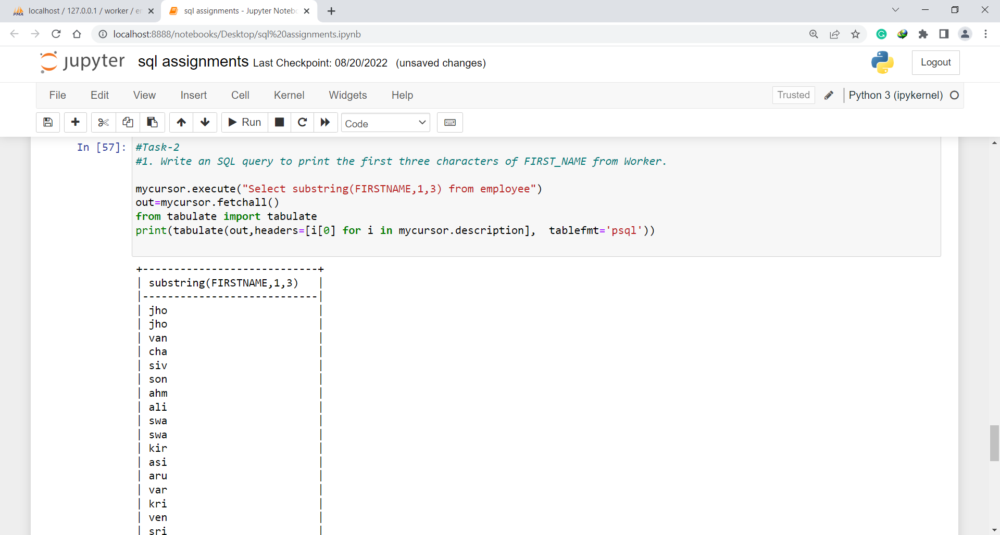 localhost / 127.0.0.1 / worker / er
sql assignments - Jupyter Notebo
localhost:8888/notebooks/Desktop/sql%20assignments.ipynb
jupyter sql assignments Last Checkpoint: 08/20/2022 (unsaved changes)
Logout
File Edit View Insert Cell Kernel Widgets Help
Trusted Python 3 (ipykernel)
Run Code
In [57]: #Task-2
#1. Write an SQL query to print the first three characters of FIRST_NAME from Worker.
mycursor.execute("Select substring(FIRSTNAME,1,3) from employee")
out=mycursor.fetchall()
from tabulate import tabulate
print(tabulate(out,headers=[i[0] for i in mycursor.description],  tablefmt='psql'))
+----------------------------+
| substring(FIRSTNAME,1,3)   |
|----------------------------|
| jho                        |
| jho                        |
| van                        |
| cha                        |
| siv                        |
| son                        |
| ahm                        |
| ali                        |
| swa                        |
| swa                        |
| kir                        |
| asi                        |
| aru                        |
| var                        |
| kri                        |
| ven                        |
| sri                        |